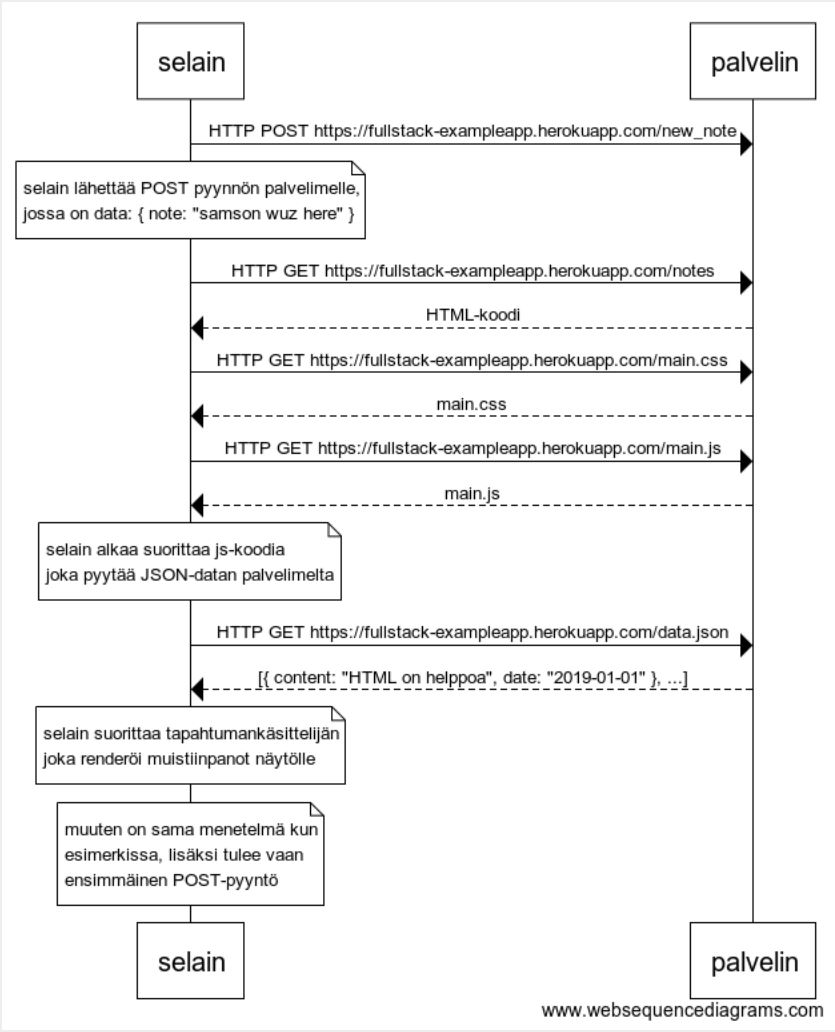 selain
palvelin
HTTP POST https://fullstack-exampleapp.herokuapp.com/new_note
selain lähettää POST pyynnön palvelimelle,
jossa on data: { note: "samson wuz here" }
HTTP GET https://fullstack-exampleapp.herokuapp.com/notes
HTML-koodi
HTTP GET https://fullstack-exampleapp.herokuapp.com/main.css
main.css
HTTP GET https://fullstack-exampleapp.herokuapp.com/main.js
main.js
selain alkaa suorittaa js-koodia
joka pyytää JSON-datan palvelimelta
HTTP GET https://fullstack-exampleapp.herokuapp.com/data.json
[{ content: "HTML on helppoa", date: "2019-01-01" }, ...]
selain suorittaa tapahtumankäsittelijän
joka renderöi muistiinpanot näytölle
muuten on sama menetelmä kun
esimerkissa, lisäksi tulee vaan
ensimmäinen POST-pyyntö
selain
palvelin
www.websequencediagrams.com